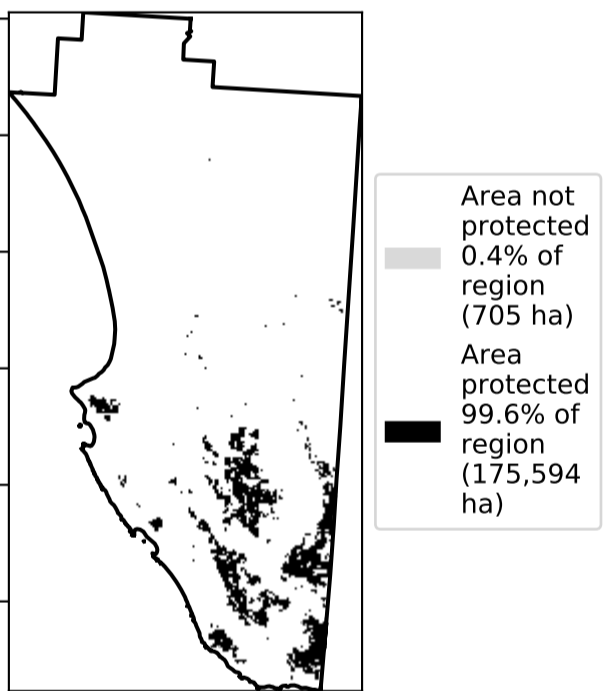 Area not
protected
0.4% of
region
(705 ha)
Area
protected
99.6% of
region
(175,594
ha)